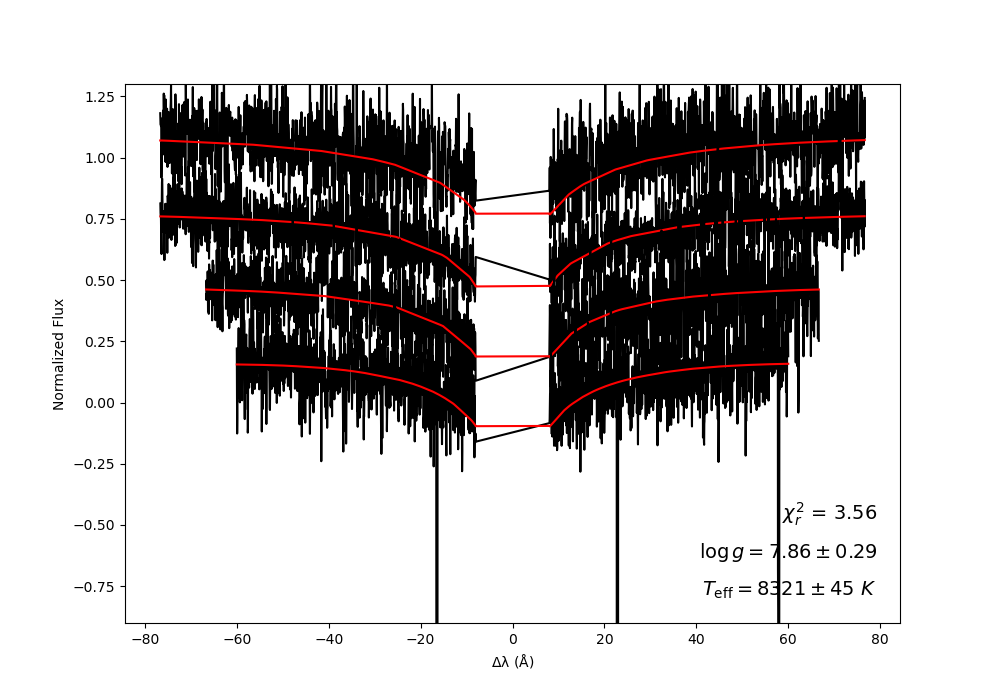 1.25
1.00
0.75
0.50
0.25
0.00
−0.25
−0.50
−0.75
Normalized Flux
χ²ᵣ = 3.56
log g = 7.86 ± 0.29
T_eff = 8321 ± 45 K
−80 −60 −40 −20 0 20 40 60 80
Δλ (Å)